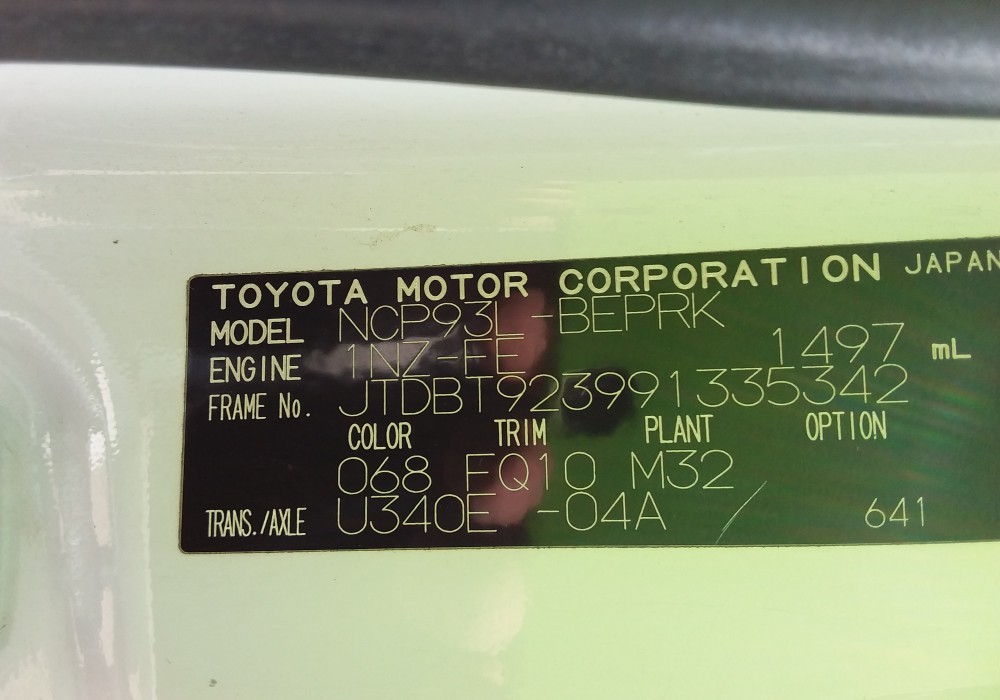 TOYOTA MOTOR CORPORATION JAPAN
MODEL NCP93L-BEPRK
ENGINE 1NZ-FE 1497 mL
FRAME No. JTDBT923991335342
COLOR TRIM PLANT OPTION
068 FQ10 M32
TRANS./AXLE U340E -04A / 641